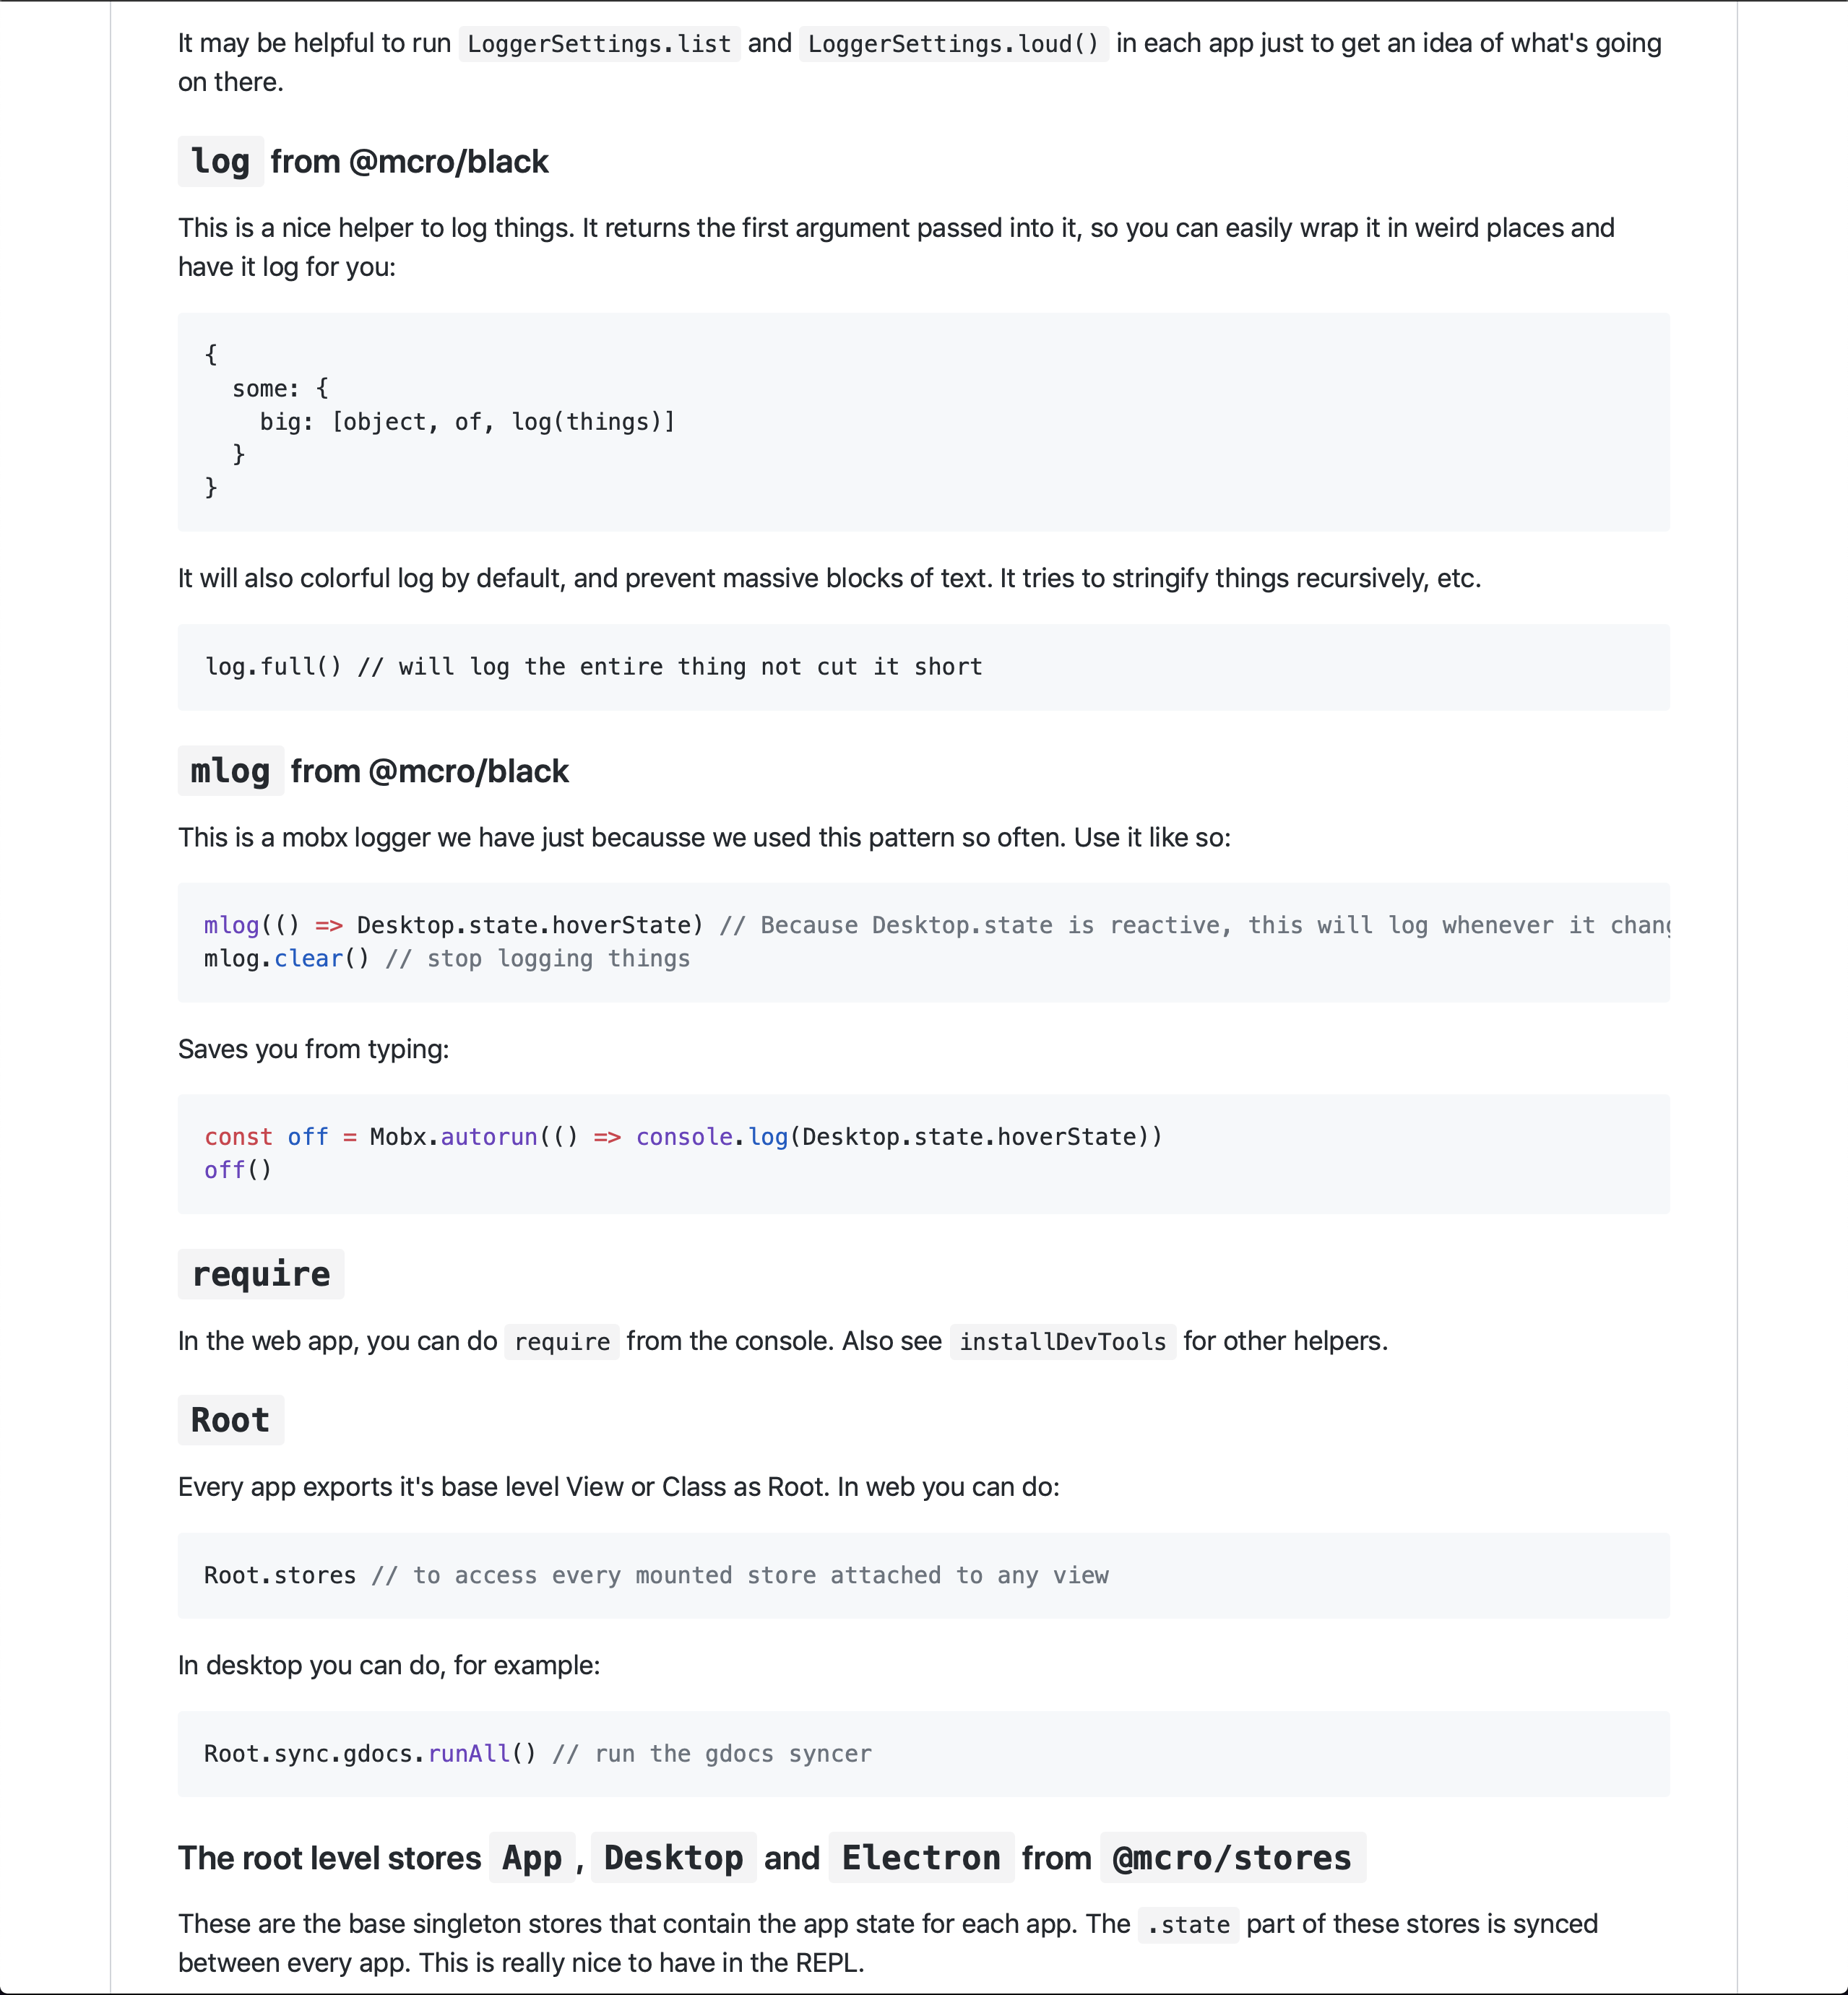 It may be helpful to run LoggerSettings.list and LoggerSettings.loud() in each app just to get an idea of what's going
on there.
log from @mcro/black
This is a nice helper to log things. It returns the first argument passed into it, so you can easily wrap it in weird places and
have it log for you:
{
  some: {
    big: [object, of, log(things)]
  }
}
It will also colorful log by default, and prevent massive blocks of text. It tries to stringify things recursively, etc.
log.full() // will log the entire thing not cut it short
mlog from @mcro/black
This is a mobx logger we have just becausse we used this pattern so often. Use it like so:
mlog(() => Desktop.state.hoverState) // Because Desktop.state is reactive, this will log whenever it chang
mlog.clear() // stop logging things
Saves you from typing:
const off = Mobx.autorun(() => console.log(Desktop.state.hoverState))
off()
require
In the web app, you can do require from the console. Also see installDevTools for other helpers.
Root
Every app exports it's base level View or Class as Root. In web you can do:
Root.stores // to access every mounted store attached to any view
In desktop you can do, for example:
Root.sync.gdocs.runAll() // run the gdocs syncer
The root level stores App, Desktop and Electron from @mcro/stores
These are the base singleton stores that contain the app state for each app. The .state part of these stores is synced
between every app. This is really nice to have in the REPL.